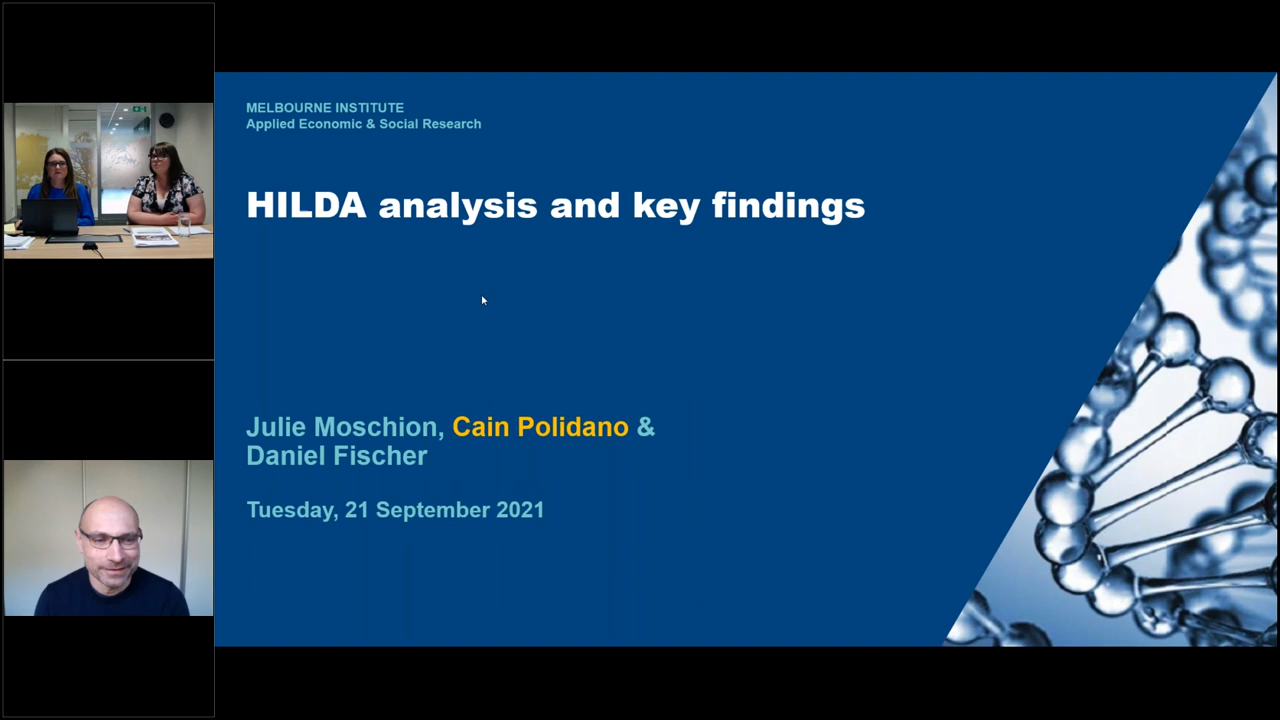 MELBOURNE INSTITUTE
Applied Economic & Social Research
HILDA analysis and key findings
Julie Moschion, Cain Polidano &
Daniel Fischer
Tuesday, 21 September 2021